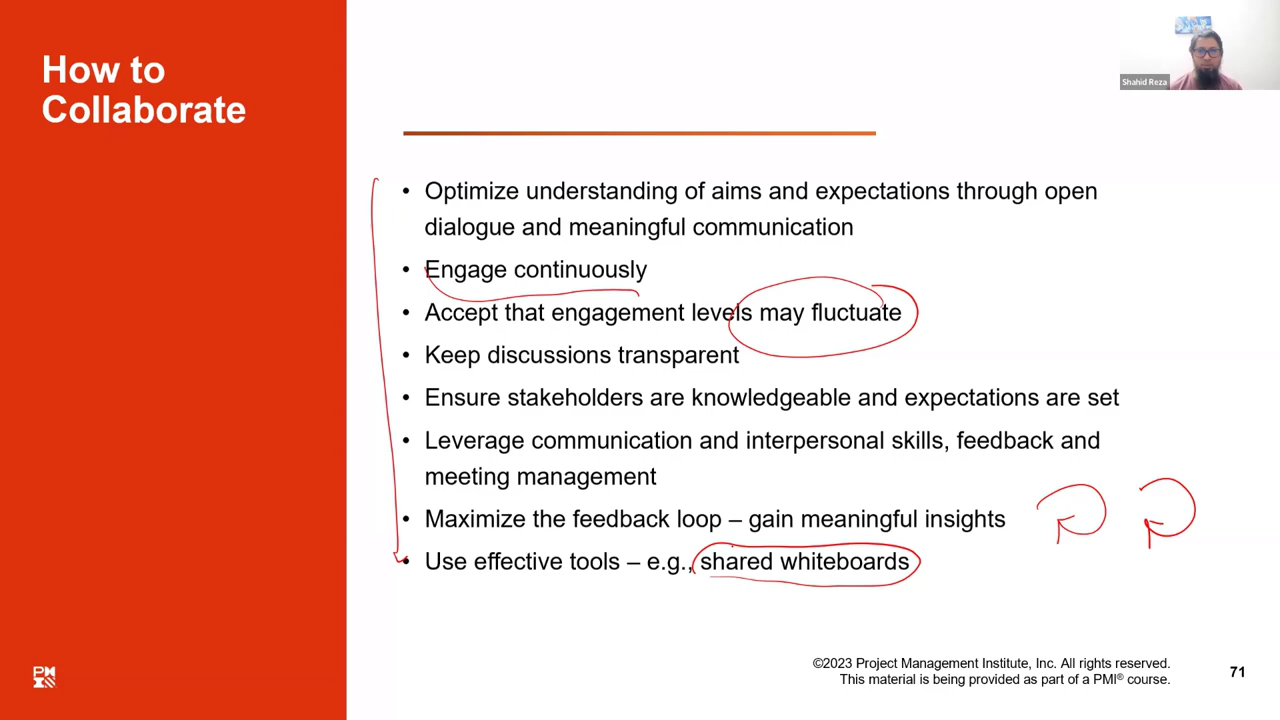 How to
Collaborate
Shahid Reza
• Optimize understanding of aims and expectations through open
dialogue and meaningful communication
• Engage continuously
• Accept that engagement levels may fluctuate
• Keep discussions transparent
• Ensure stakeholders are knowledgeable and expectations are set
• Leverage communication and interpersonal skills, feedback and
meeting management
• Maximize the feedback loop – gain meaningful insights
• Use effective tools – e.g., shared whiteboards
©2023 Project Management Institute, Inc. All rights reserved.
This material is being provided as part of a PMI® course.
71